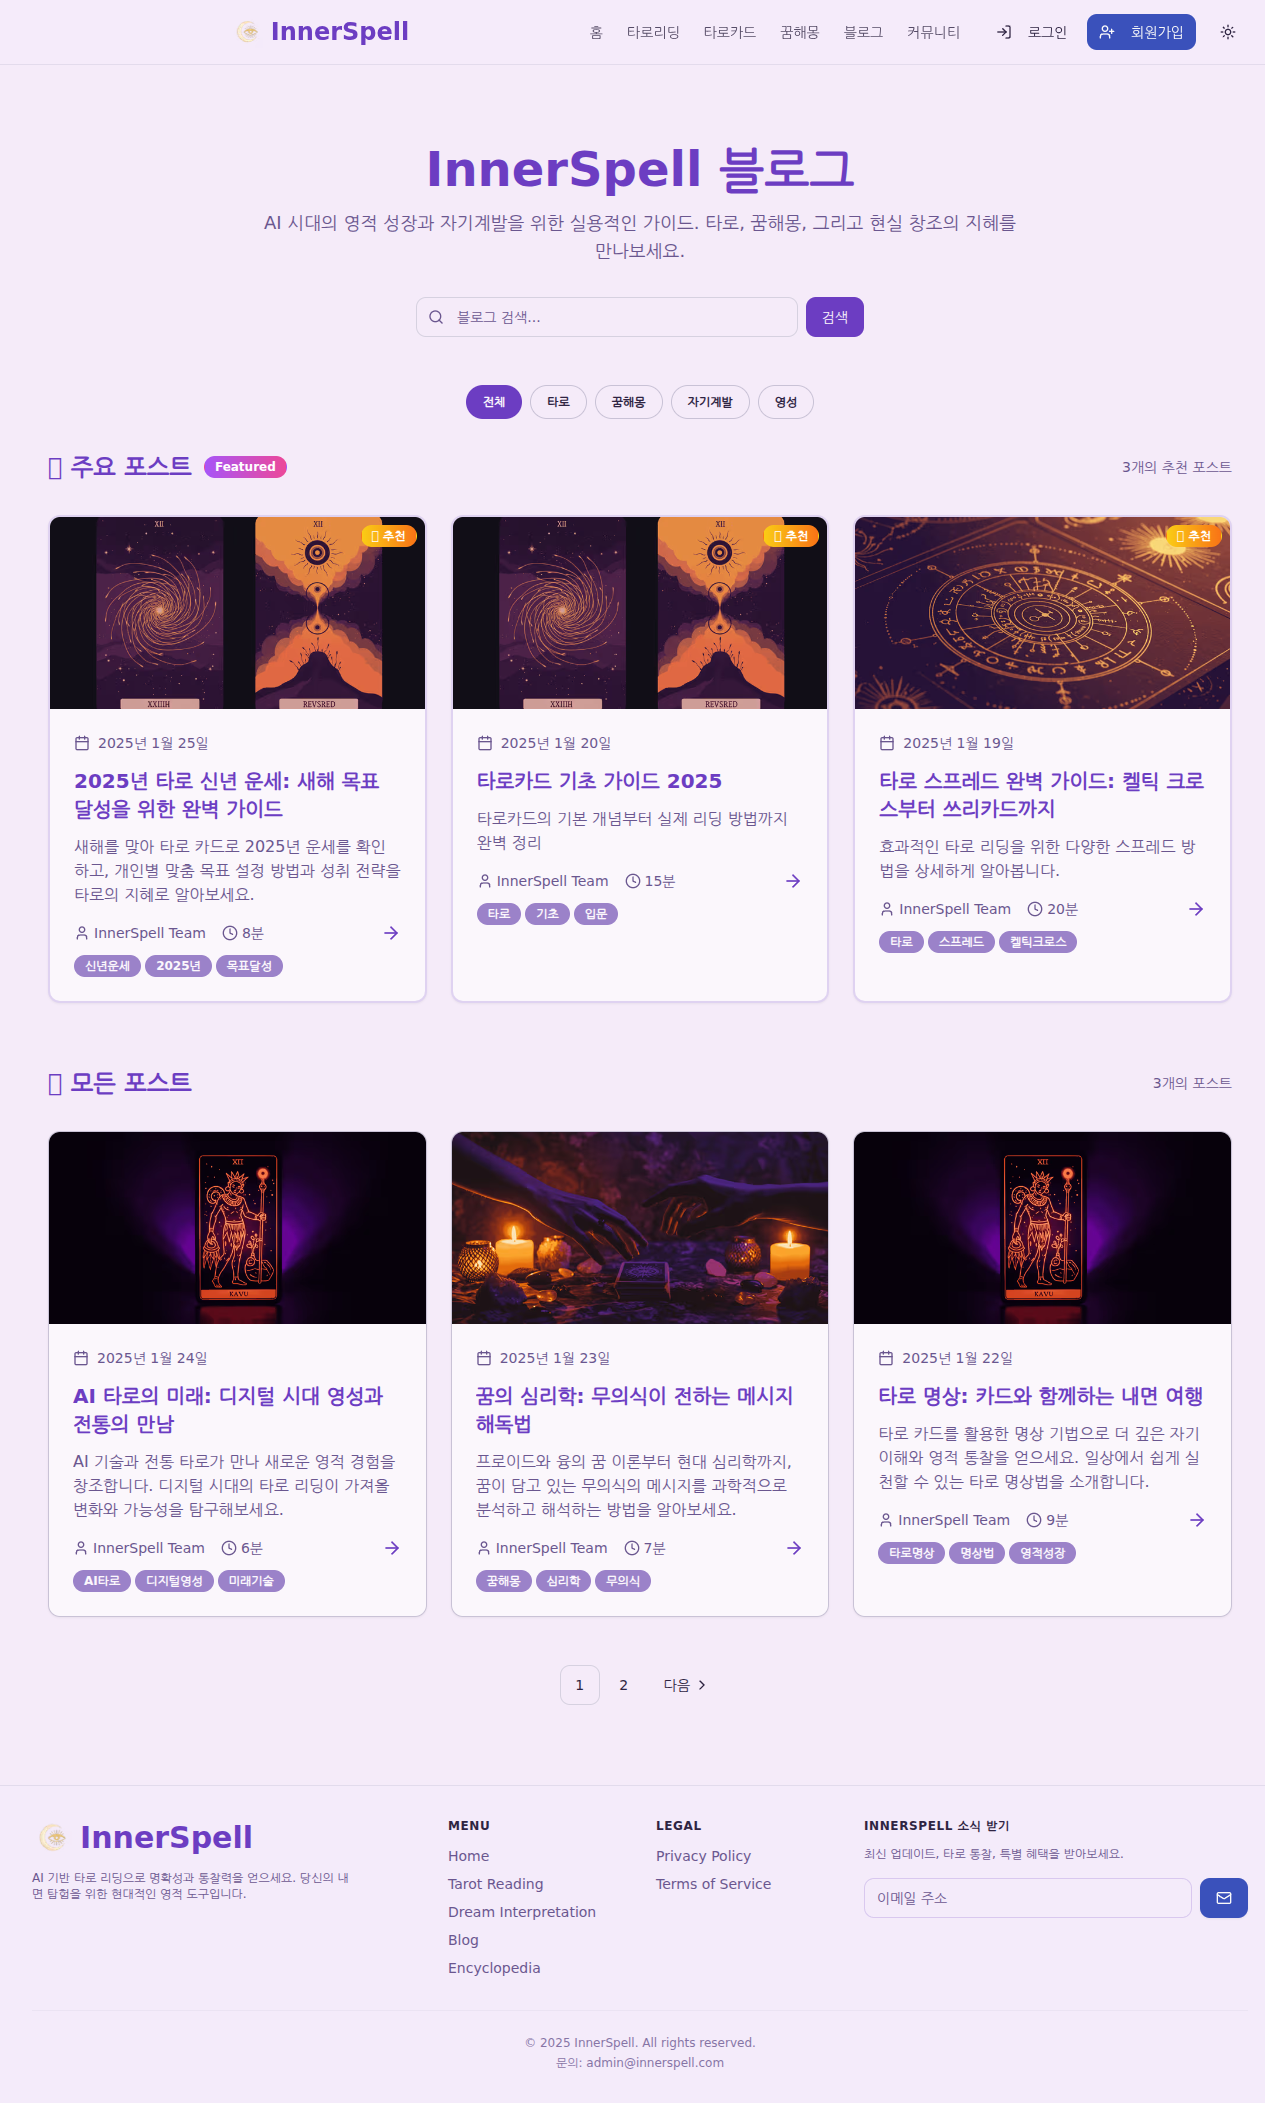 InnerSpell
홈 타로리딩 타로카드 꿈해몽 블로그 커뮤니티 로그인 회원가입
InnerSpell 블로그
AI 시대의 영적 성장과 자기계발을 위한 실용적인 가이드. 타로, 꿈해몽, 그리고 현실 창조의 지혜를
만나보세요.
블로그 검색...
검색
전체 타로 꿈해몽 자기계발 영성
주요 포스트 Featured
3개의 추천 포스트
XII XII
XXIIIH REVSRED
추천
2025년 1월 25일
2025년 타로 신년 운세: 새해 목표
달성을 위한 완벽 가이드
새해를 맞아 타로 카드로 2025년 운세를 확인
하고, 개인별 맞춤 목표 설정 방법과 성취 전략을
타로의 지혜로 알아보세요.
InnerSpell Team 8분
신년운세 2025년 목표달성
XII XII
XXIIIH REVSRED
추천
2025년 1월 20일
타로카드 기초 가이드 2025
타로카드의 기본 개념부터 실제 리딩 방법까지
완벽 정리
InnerSpell Team 15분
타로 기초 입문
추천
2025년 1월 19일
타로 스프레드 완벽 가이드: 켈틱 크로
스부터 쓰리카드까지
효과적인 타로 리딩을 위한 다양한 스프레드 방
법을 상세하게 알아봅니다.
InnerSpell Team 20분
타로 스프레드 켈틱크로스
모든 포스트
3개의 포스트
XII
KAVU
2025년 1월 24일
AI 타로의 미래: 디지털 시대 영성과
전통의 만남
AI 기술과 전통 타로가 만나 새로운 영적 경험을
창조합니다. 디지털 시대의 타로 리딩이 가져올
변화와 가능성을 탐구해보세요.
InnerSpell Team 6분
AI타로 디지털영성 미래기술
2025년 1월 23일
꿈의 심리학: 무의식이 전하는 메시지
해독법
프로이드와 융의 꿈 이론부터 현대 심리학까지,
꿈이 담고 있는 무의식의 메시지를 과학적으로
분석하고 해석하는 방법을 알아보세요.
InnerSpell Team 7분
꿈해몽 심리학 무의식
XII
KAVU
2025년 1월 22일
타로 명상: 카드와 함께하는 내면 여행
타로 카드를 활용한 명상 기법으로 더 깊은 자기
이해와 영적 통찰을 얻으세요. 일상에서 쉽게 실
천할 수 있는 타로 명상법을 소개합니다.
InnerSpell Team 9분
타로명상 명상법 영적성장
1 2 다음
InnerSpell
AI 기반 타로 리딩으로 명확성과 통찰력을 얻으세요. 당신의 내
면 탐험을 위한 현대적인 영적 도구입니다.
MENU
Home
Tarot Reading
Dream Interpretation
Blog
Encyclopedia
LEGAL
Privacy Policy
Terms of Service
INNERSPELL 소식 받기
최신 업데이트, 타로 통찰, 특별 혜택을 받아보세요.
이메일 주소
© 2025 InnerSpell. All rights reserved.
문의: admin@innerspell.com